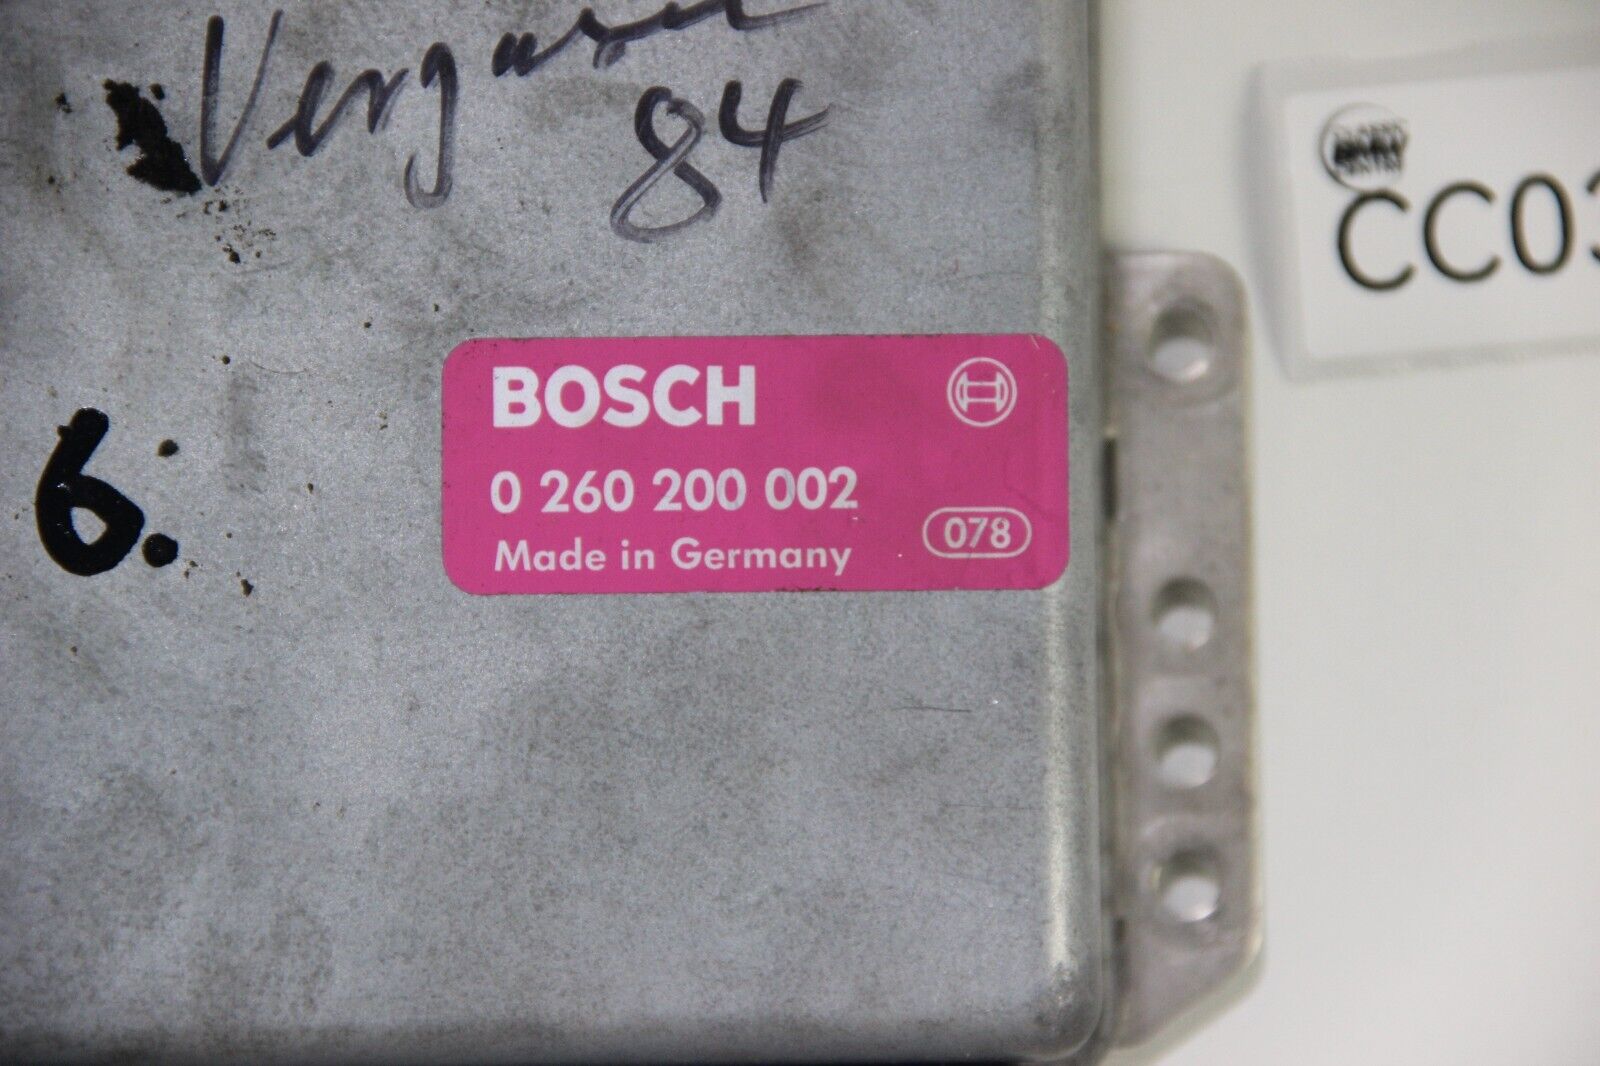 Vergaser
84
CC03
6.
BOSCH
0 260 200 002
078
Made in Germany